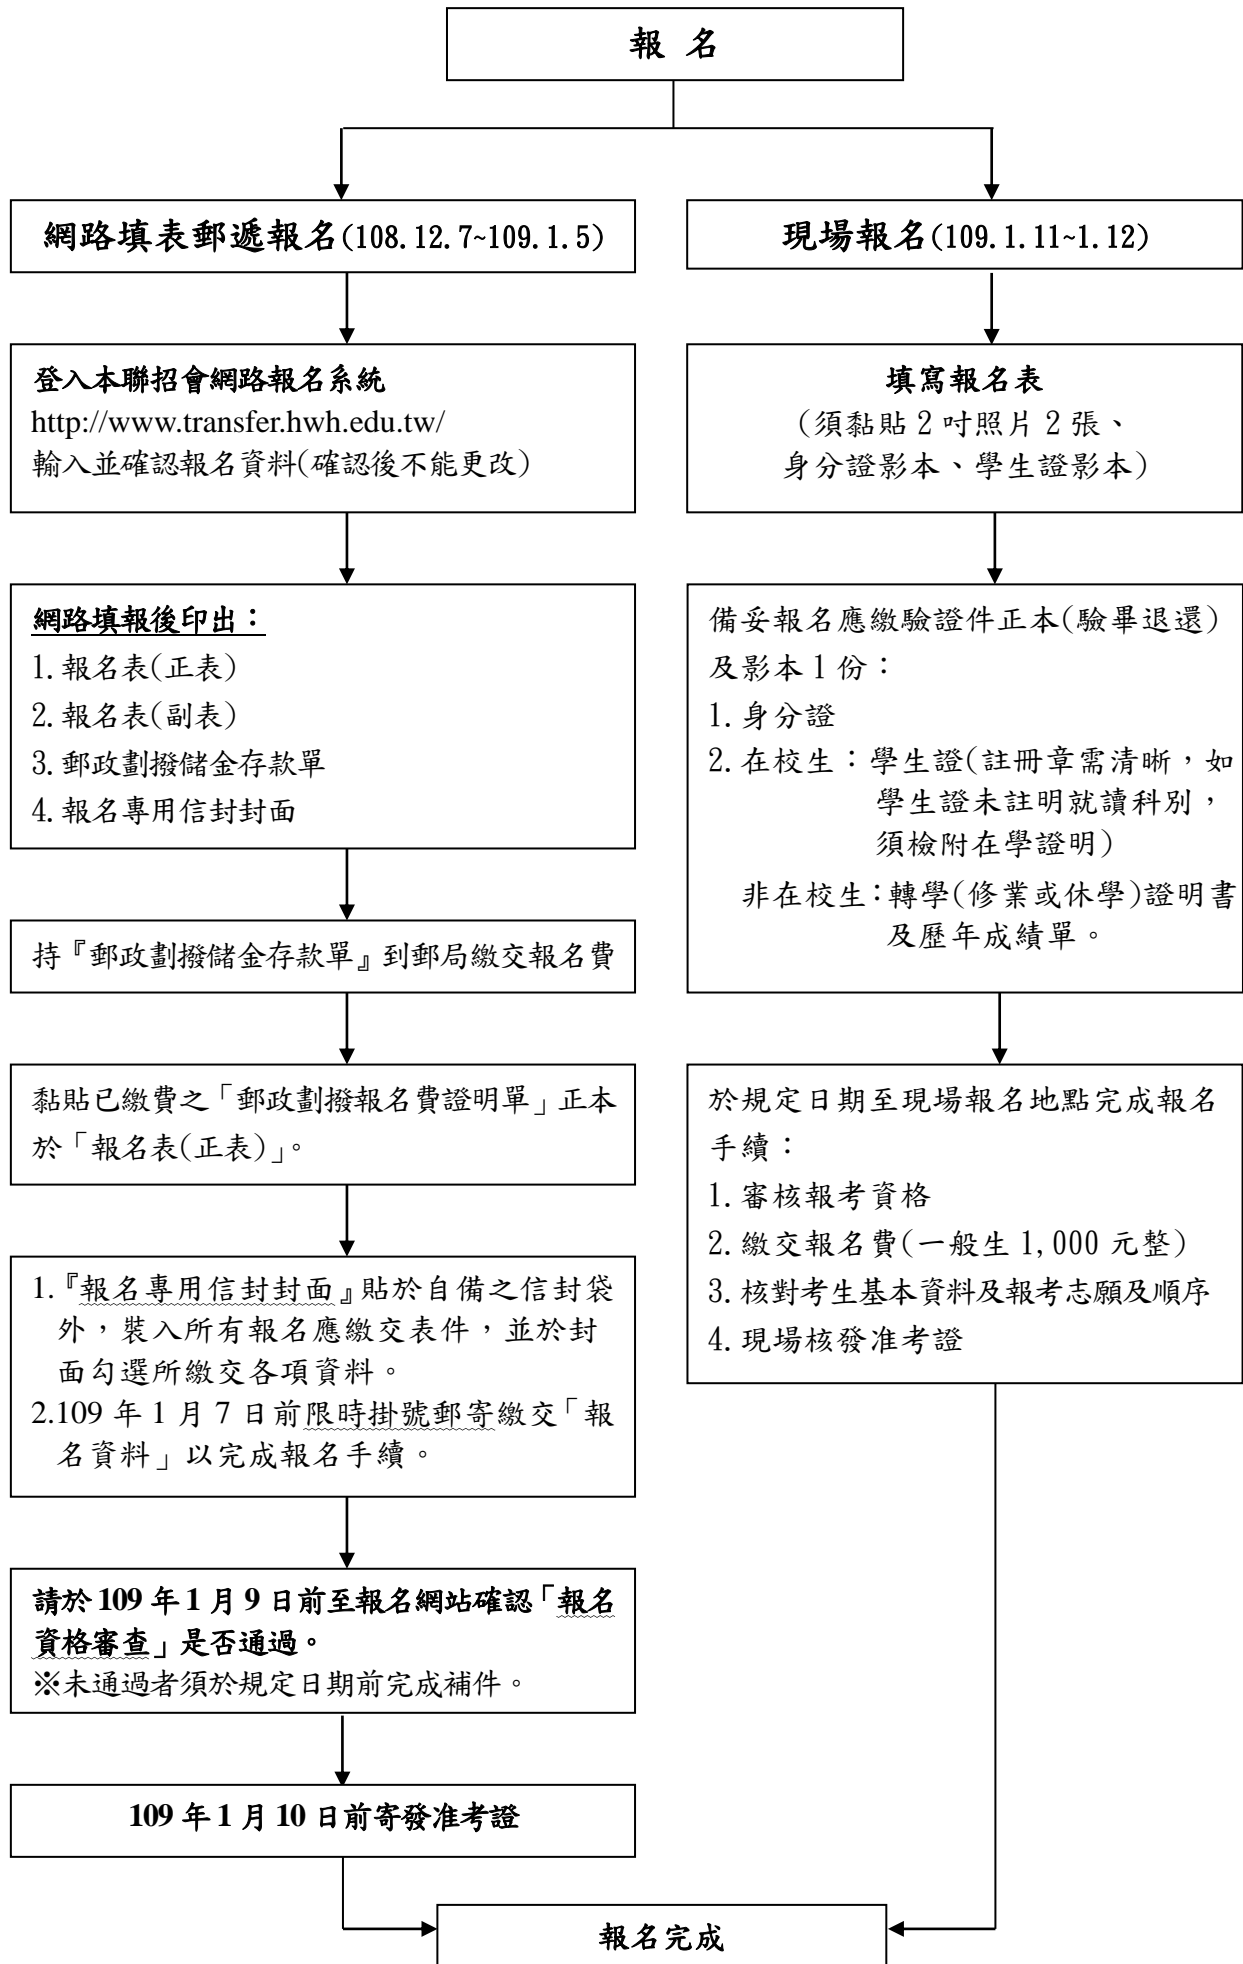 報 名
網路填表郵遞報名(108.12.7~109.1.5)
登入本聯招會網路報名系統
http://www.transfer.hwh.edu.tw/
輸入並確認報名資料(確認後不能更改)
網路填報後印出：
1.報名表(正表)
2.報名表(副表)
3.郵政劃撥儲金存款單
4.報名專用信封封面
持『郵政劃撥儲金存款單』到郵局繳交報名費
黏貼已繳費之「郵政劃撥報名費證明單」正本
於「報名表(正表)」。
1.『報名專用信封封面』貼於自備之信封袋
外，裝入所有報名應繳交表件，並於封
面勾選所繳交各項資料。
2.109 年 1 月 7 日前限時掛號郵寄繳交「報
名資料」以完成報名手續。
請於 109 年 1 月 9 日前至報名網站確認「報名
資格審查」是否通過。
※未通過者須於規定日期前完成補件。
109 年 1 月 10 日前寄發准考證
現場報名(109.1.11~1.12)
填寫報名表
(須黏貼 2 吋照片 2 張、
身分證影本、學生證影本)
備妥報名應繳驗證件正本(驗畢退還)
及影本 1 份：
1.身分證
2.在校生：學生證(註冊章需清晰，如
學生證未註明就讀科別，
須檢附在學證明)
非在校生：轉學(修業或休學)證明書
及歷年成績單。
於規定日期至現場報名地點完成報名
手續：
1.審核報考資格
2.繳交報名費(一般生 1,000 元整)
3.核對考生基本資料及報考志願及順序
4.現場核發准考證
報名完成